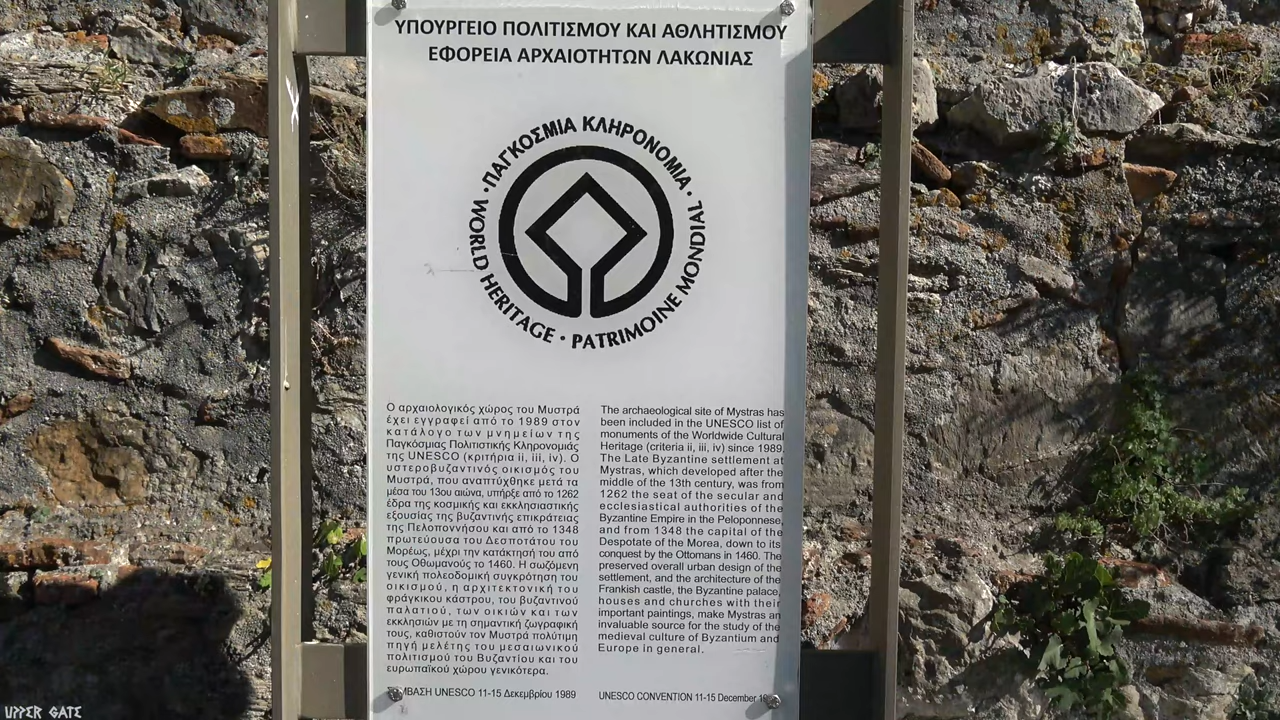 ΥΠΟΥΡΓΕΙΟ ΠΟΛΙΤΙΣΜΟΥ ΚΑΙ ΑΘΛΗΤΙΣΜΟΥ
ΕΦΟΡΕΙΑ ΑΡΧΑΙΟΤΗΤΩΝ ΛΑΚΩΝΙΑΣ
· ΠΑΓΚΟΣΜΙΑ ΚΛΗΡΟΝΟΜΙΑ ·
WORLD HERITAGE · PATRIMOINE MONDIAL
Ο αρχαιολογικός χώρος του Μυστρά
έχει εγγραφεί από το 1989 στον
κατάλογο των μνημείων της
Παγκόσμιας Πολιτιστικής Κληρονομιάς
της UNESCO (κριτήρια ii, iii, iv). Ο
υστεροβυζαντινός οικισμός του
Μυστρά, που αναπτύχθηκε μετά τα
μέσα του 13ου αιώνα, υπήρξε από το 1262
έδρα της κοσμικής και εκκλησιαστικής
εξουσίας της βυζαντινής επικράτειας
της Πελοποννήσου και από το 1348
πρωτεύουσα του Δεσποτάτου του
Μορέως, μέχρι την κατάκτησή του από
τους Οθωμανούς το 1460. Η σωζόμενη
γενική πολεοδομική συγκρότηση του
οικισμού, η αρχιτεκτονική του
φράγκικου κάστρου, του βυζαντινού
παλατιού, των οικιών και των
εκκλησιών με τη σημαντική ζωγραφική
τους, καθιστούν τον Μυστρά πολύτιμη
πηγή μελέτης του μεσαιωνικού
πολιτισμού του Βυζαντίου και του
ευρωπαϊκού χώρου γενικότερα.
The archaeological site of Mystras has
been included in the UNESCO list of
monuments of the Worldwide Cultural
Heritage (criteria ii, iii, iv) since 1989.
The Late Byzantine settlement at
Mystras, which developed after the
middle of the 13th century, was from
1262 the seat of the secular and
ecclesiastical authorities of the
Byzantine Empire in the Peloponnese,
and from 1348 the capital of the
Despotate of the Morea, down to its
conquest by the Ottomans in 1460. The
preserved overall urban design of the
settlement, and the architecture of the
Frankish castle, the Byzantine palace,
houses and churches with their
important paintings, make Mystras an
invaluable source for the study of the
medieval culture of Byzantium and
Europe in general.
UNESCO 11-15 Δεκεμβρίου 1989
UNESCO CONVENTION 11-15 December
UPPER GATE